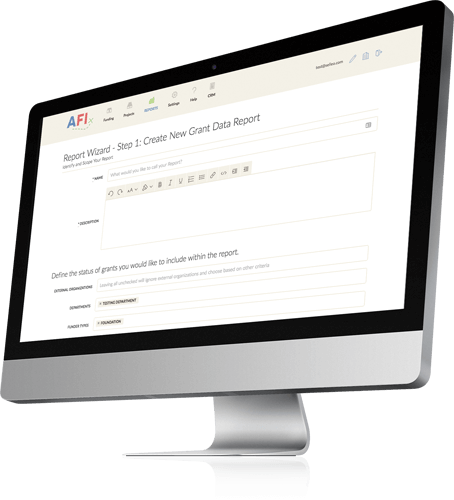 AFI
Funding
Projects
REPORTS
Settings
Help
CRM
Report Wizard - Step 1: Create New Grant Data Report
Identify and Scope Your Report
* NAME
What would you like to call your Report?
* DESCRIPTION
Define the status of grants you would like to include within the report.
EXTERNAL ORGANIZATIONS
Leaving all unchecked will ignore external organizations and choose based on other criteria
DEPARTMENTS
× TESTING DEPARTMENT
FUNDER TYPES
× FOUNDATION